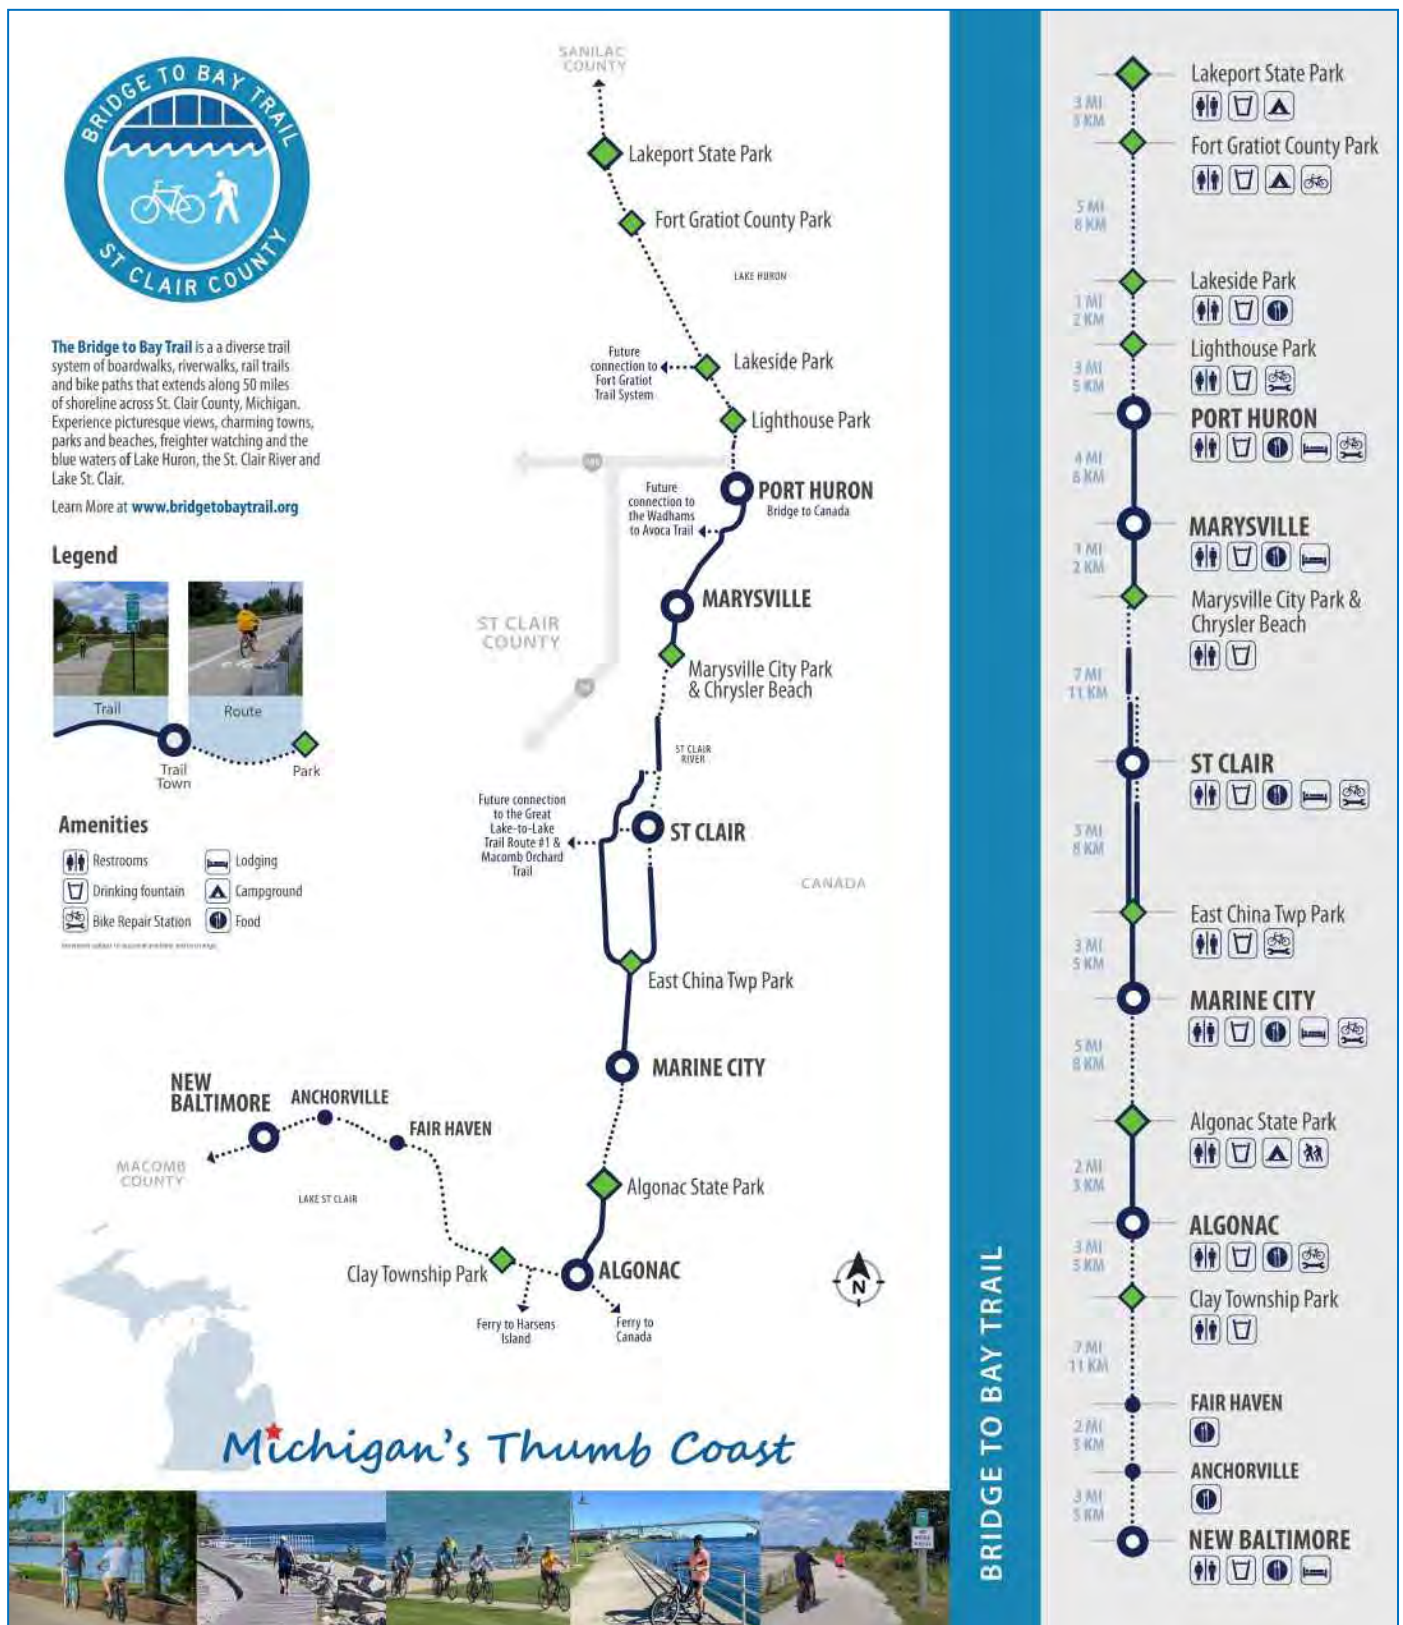 BRIDGE TO BAY TRAIL
ST CLAIR COUNTY
The Bridge to Bay Trail is a a diverse trail
system of boardwalks, riverwalks, rail trails
and bike paths that extends along 50 miles
of shoreline across St. Clair County, Michigan.
Experience picturesque views, charming towns,
parks and beaches, freighter watching and the
blue waters of Lake Huron, the St. Clair River and
Lake St. Clair.
Learn More at www.bridgetobaytrail.org
Legend
Trail
Route
Trail
Town
Park
Amenities
Restrooms
Lodging
Drinking fountain
Campground
Bike Repair Station
Food
SANILAC
COUNTY
Lakeport State Park
Fort Gratiot County Park
LAKE HURON
Future
connection to
Fort Gratiot
Trail System
Lakeside Park
Lighthouse Park
PORT HURON
Bridge to Canada
Future
connection to
the Wadhams
to Avoca Trail
MARYSVILLE
ST CLAIR
COUNTY
Marysville City Park
& Chrysler Beach
ST CLAIR
RIVER
Future connection
to the Great
Lake-to-Lake
Trail Route #1 &
Macomb Orchard
Trail
ST CLAIR
CANADA
East China Twp Park
MARINE CITY
NEW
BALTIMORE
ANCHORVILLE
FAIR HAVEN
MACOMB
COUNTY
LAKE ST CLAIR
Algonac State Park
Clay Township Park
ALGONAC
Ferry to Harsens
Island
Ferry to
Canada
N
Michigan's Thumb Coast
BRIDGE TO BAY TRAIL
Lakeport State Park
3 MI
5 KM
Fort Gratiot County Park
5 MI
8 KM
Lakeside Park
1 MI
2 KM
Lighthouse Park
3 MI
5 KM
PORT HURON
4 MI
6 KM
MARYSVILLE
1 MI
2 KM
Marysville City Park &
Chrysler Beach
7 MI
11 KM
ST CLAIR
5 MI
8 KM
East China Twp Park
3 MI
5 KM
MARINE CITY
5 MI
8 KM
Algonac State Park
2 MI
3 KM
ALGONAC
3 MI
5 KM
Clay Township Park
7 MI
11 KM
FAIR HAVEN
2 MI
3 KM
ANCHORVILLE
3 MI
5 KM
NEW BALTIMORE